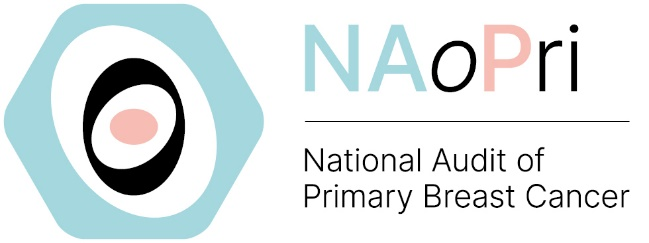 NAoPri
National Audit of
Primary Breast Cancer